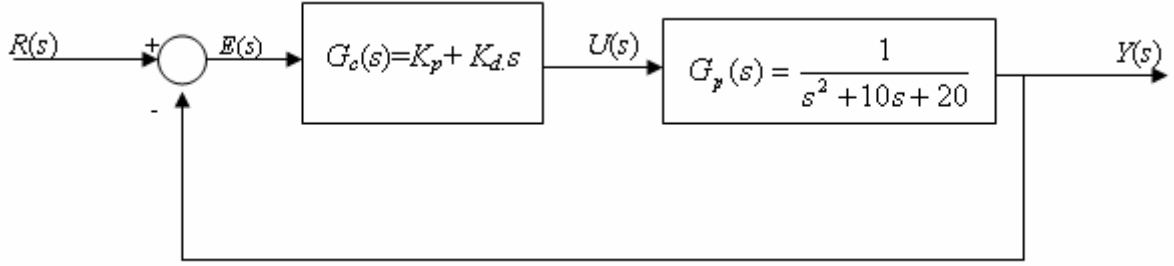 R(s)
+
-
E(s)
G_c(s)=K_p+ K_d.s
U(s)
G_p(s) = 1 / s^2 +10s+20
Y(s)